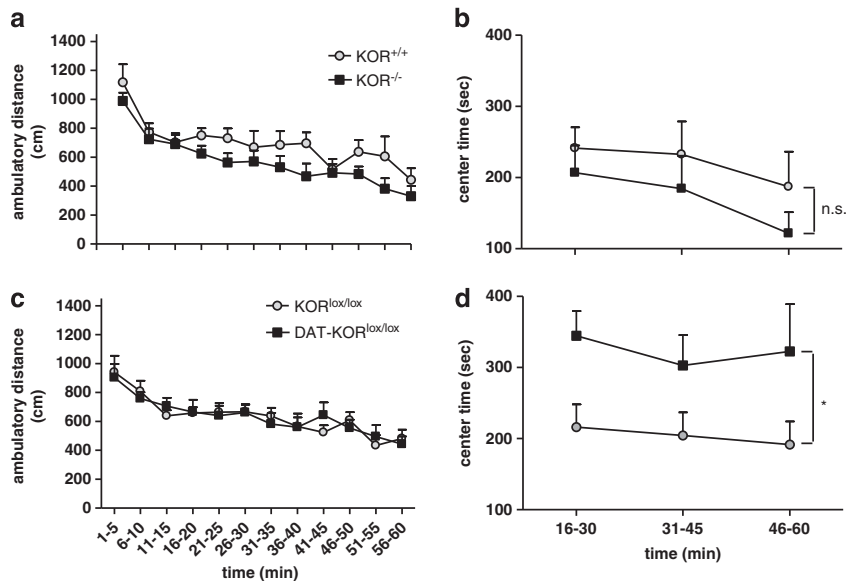 a
1400
1200
1000
800
600
400
200
0
ambulatory distance
(cm)
KOR+/+
KOR-/-
b
400
300
200
100
center time (sec)
n.s.
c
1400
1200
1000
800
600
400
200
0
ambulatory distance
(cm)
KORlox/lox
DAT-KORlox/lox
1-5
6-10
11-15
16-20
21-25
26-30
31-35
36-40
41-45
46-50
51-55
56-60
time (min)
d
400
300
200
100
center time (sec)
*
16-30
31-45
46-60
time (min)